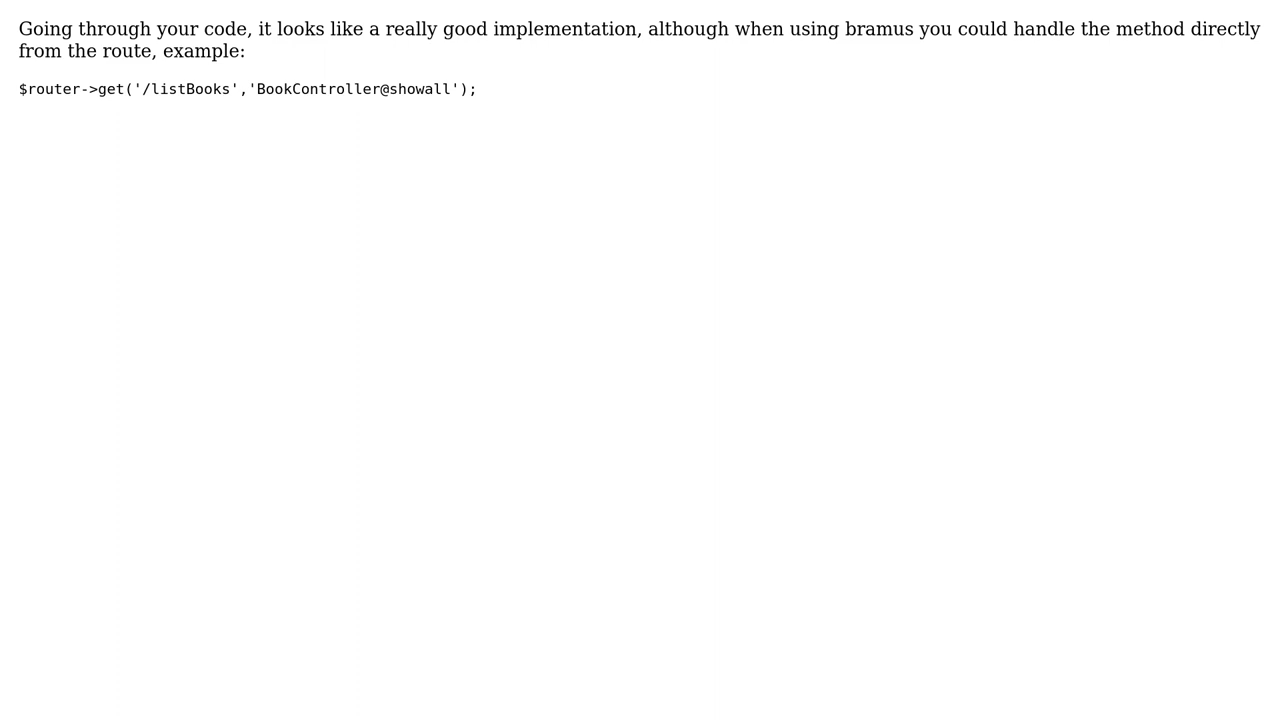 Going through your code, it looks like a really good implementation, although when using bramus you could handle the method directly
from the route, example:
$router->get('/listBooks','BookController@showall');